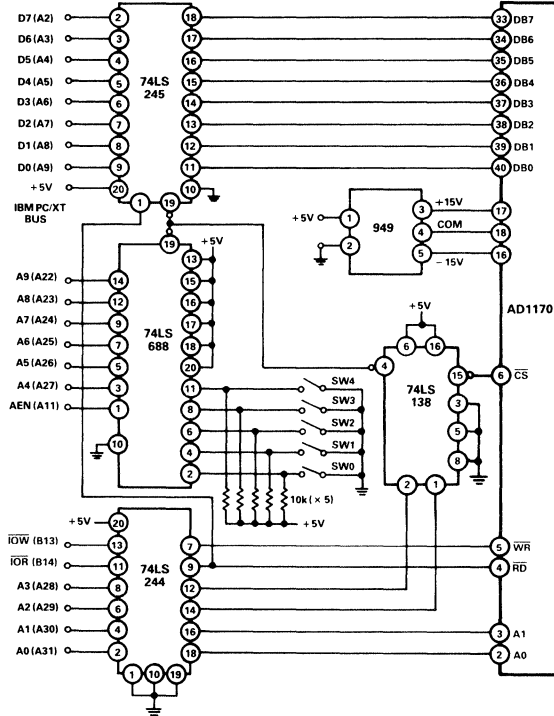 D7 (A2) 2 18 33 DB7
D6 (A3) 3 17 34 DB6
D5 (A4) 4 16 35 DB5
D4 (A5) 5 74LS 245 15 36 DB4
D3 (A6) 6 14 37 DB3
D2 (A7) 7 13 38 DB2
D1 (A8) 8 12 39 DB1
D0 (A9) 9 11 40 DB0
+5V 20 1 19 10
IBM PC/XT
BUS
+5V 1 949 3 +15V 17
2 4 COM 18
5 -15V 16
AD1170
19 +5V
13
A9 (A22) 14 15
A8 (A23) 12 16
A7 (A24) 9 74LS 688 17
A6 (A25) 7 18
A5 (A26) 5 20
A4 (A27) 3 11 SW4
AEN (A11) 1 8 SW3
6 SW2
10 4 SW1
2 SW0
10k (× 5)
+5V
+5V
4 6 16
74LS
138
15 6 CS
3
5
8
2 1
+5V 20
IOW (B13) 13 7 5 WR
IOR (B14) 11 74LS 244 9 4 RD
A3 (A28) 8 12
A2 (A29) 6 14
A1 (A30) 4 16 3 A1
A0 (A31) 2 18 2 A0
1 10 19